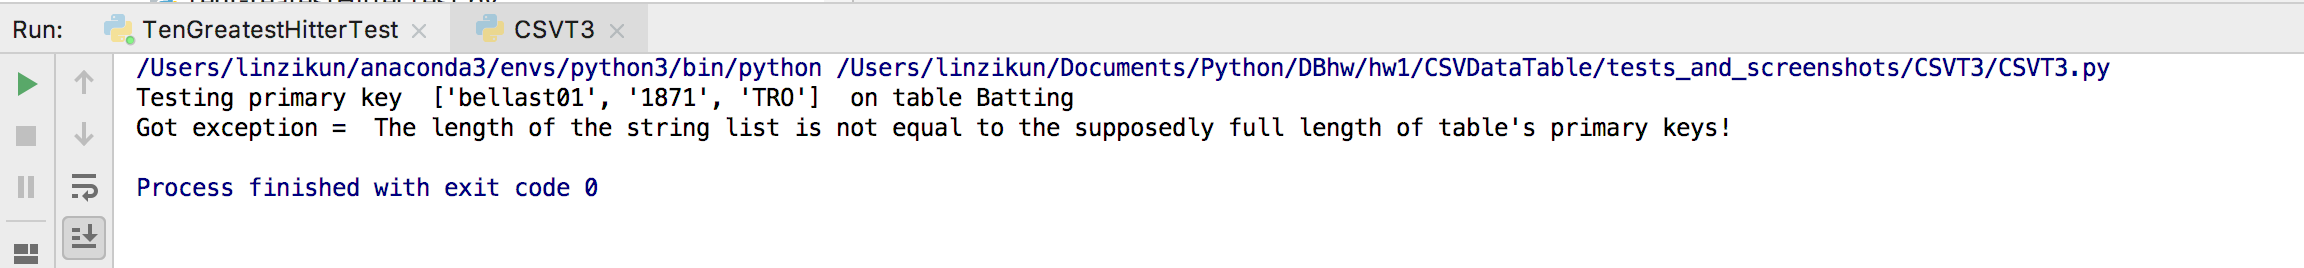 Run: TenGreatestHitterTest CSVT3
/Users/linzikun/anaconda3/envs/python3/bin/python /Users/linzikun/Documents/Python/DBhw/hw1/CSVDataTable/tests_and_screenshots/CSVT3/CSVT3.py
Testing primary key  ['bellast01', '1871', 'TRO']  on table Batting
Got exception =  The length of the string list is not equal to the supposedly full length of table's primary keys!
Process finished with exit code 0